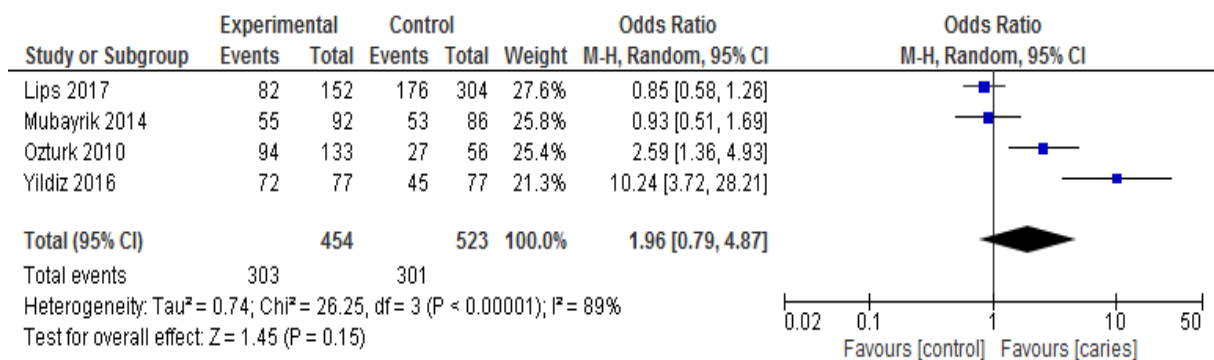 Experimental Control Odds Ratio Odds Ratio
Study or Subgroup Events Total Events Total Weight M-H, Random, 95% CI M-H, Random, 95% CI
Lips 2017 82 152 176 304 27.6% 0.85 [0.58, 1.26]
Mubayrik 2014 55 92 53 86 25.8% 0.93 [0.51, 1.69]
Ozturk 2010 94 133 27 56 25.4% 2.59 [1.36, 4.93]
Yildiz 2016 72 77 45 77 21.3% 10.24 [3.72, 28.21]
Total (95% CI) 454 523 100.0% 1.96 [0.79, 4.87]
Total events 303 301
Heterogeneity: Tau² = 0.74; Chi² = 26.25, df = 3 (P < 0.00001); I² = 89%
Test for overall effect: Z = 1.45 (P = 0.15)
0.02 0.1 1 10 50
Favours [control] Favours [caries]